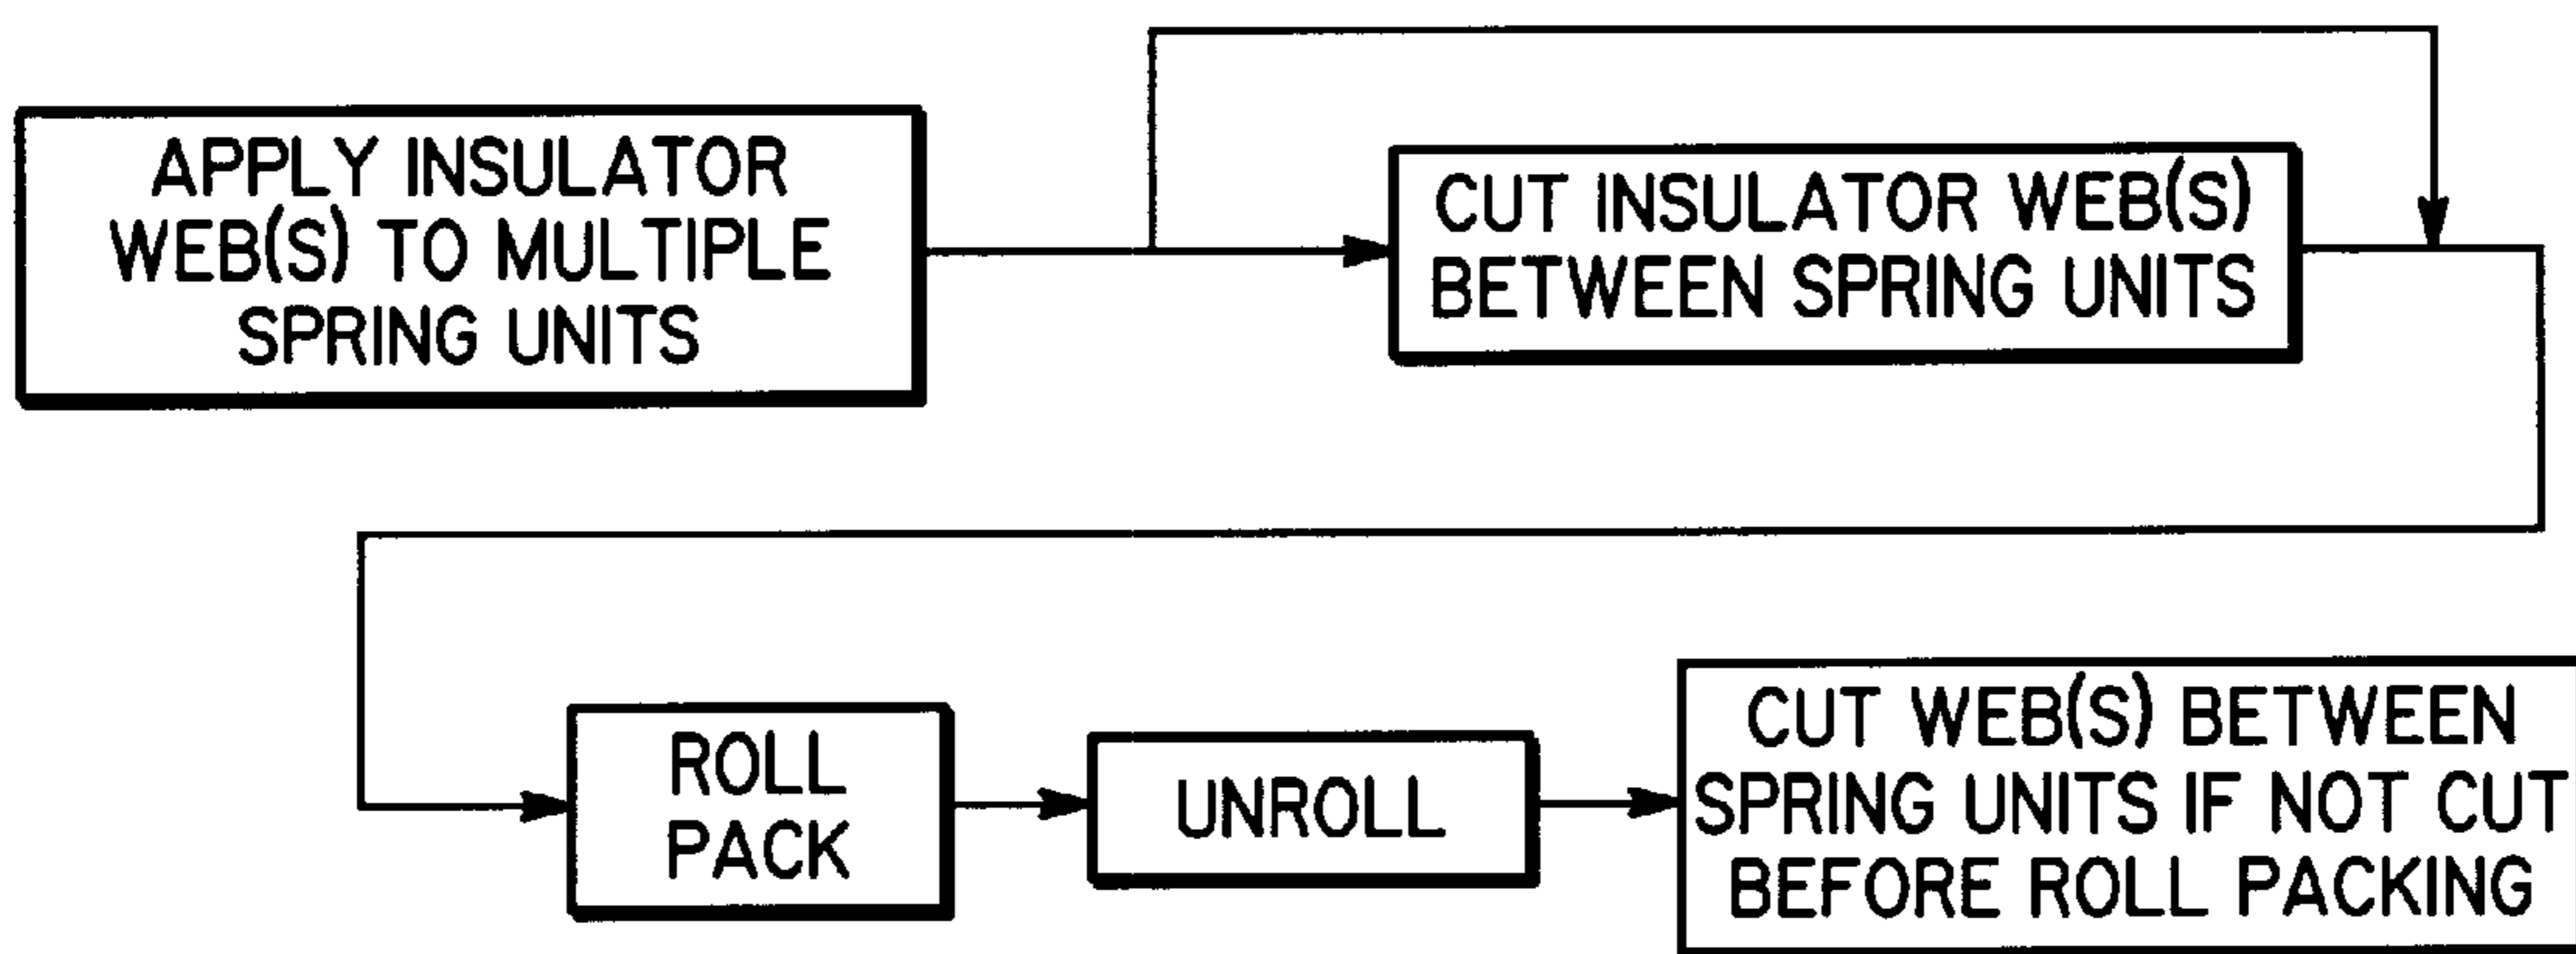 APPLY INSULATOR
WEB(S) TO MULTIPLE
SPRING UNITS
CUT INSULATOR WEB(S)
BETWEEN SPRING UNITS
ROLL
PACK
UNROLL
CUT WEB(S) BETWEEN
SPRING UNITS IF NOT CUT
BEFORE ROLL PACKING